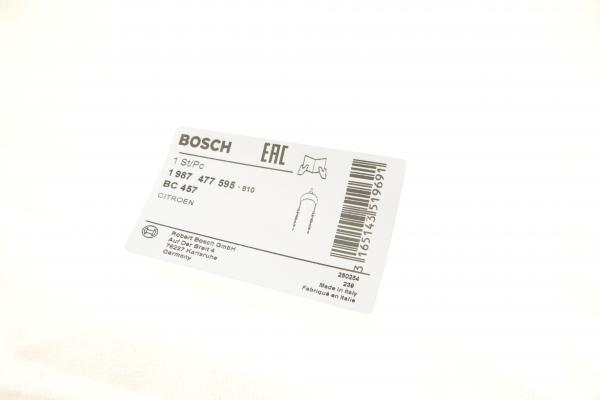 BOSCH
EAC
1 St/Pc
1 987 477 595 - 810
BC 457
CITROEN
Robert Bosch GmbH
Auf Der Breit 4
76227 Karlsruhe
Germany
3 165143 519691
250254
239
Made in Italy
Fabriqué en Italie